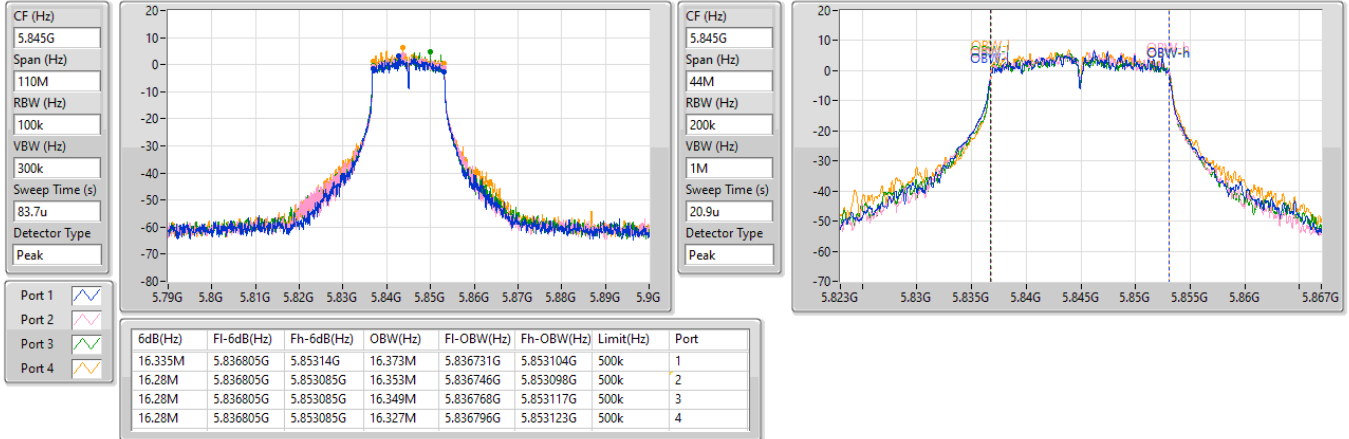 CF (Hz)
5.845G
Span (Hz)
110M
RBW (Hz)
100k
VBW (Hz)
300k
Sweep Time (s)
83.7u
Detector Type
Peak
20
10
0
-10
-20
-30
-40
-50
-60
-70
-80
5.79G 5.8G 5.81G 5.82G 5.83G 5.84G 5.85G 5.86G 5.87G 5.88G 5.89G 5.9G
CF (Hz)
5.845G
Span (Hz)
44M
RBW (Hz)
200k
VBW (Hz)
1M
Sweep Time (s)
20.9u
Detector Type
Peak
20
10
0
-10
-20
-30
-40
-50
-60
-70
OBW-h
5.823G 5.83G 5.835G 5.84G 5.845G 5.85G 5.855G 5.86G 5.867G
Port 1
Port 2
Port 3
Port 4
6dB(Hz) Fl-6dB(Hz) Fh-6dB(Hz) OBW(Hz) Fl-OBW(Hz) Fh-OBW(Hz) Limit(Hz) Port
16.335M 5.836805G 5.85314G 16.373M 5.836731G 5.853104G 500k 1
16.28M 5.836805G 5.853085G 16.353M 5.836746G 5.853098G 500k 2
16.28M 5.836805G 5.853085G 16.349M 5.836768G 5.853117G 500k 3
16.28M 5.836805G 5.853085G 16.327M 5.836796G 5.853123G 500k 4